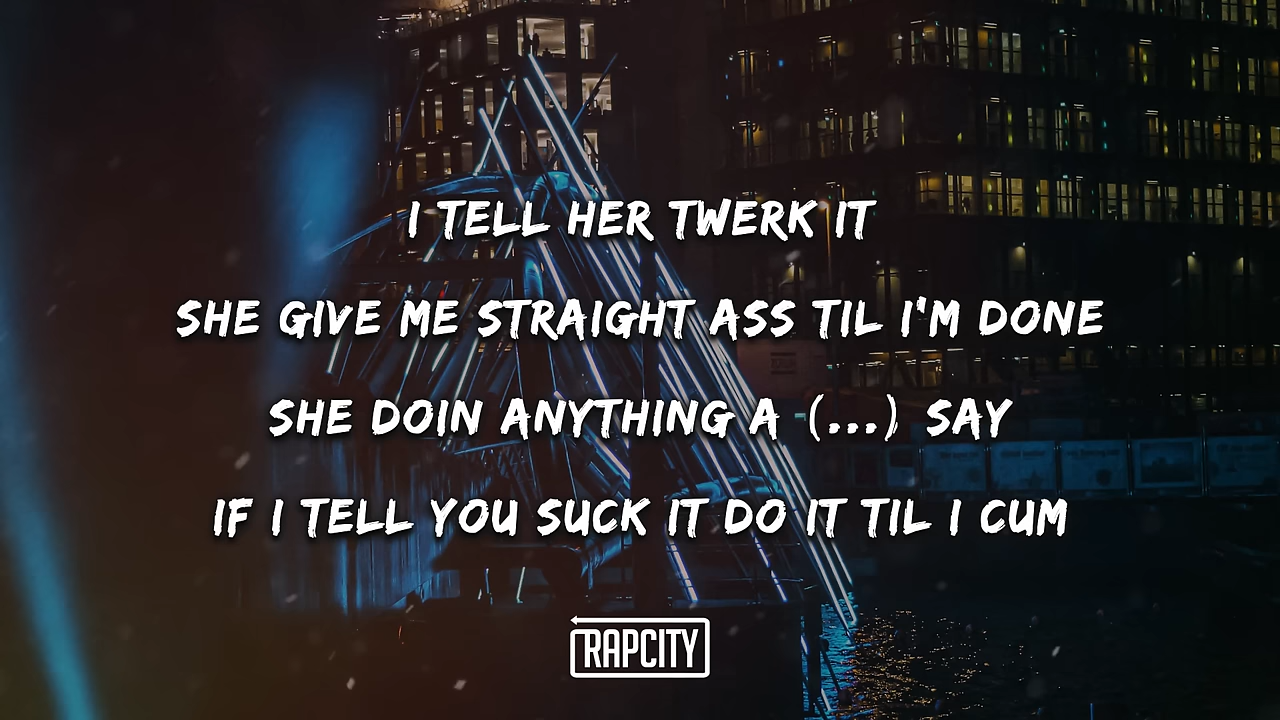 I TELL HER TWERK IT
SHE GIVE ME STRAIGHT ASS TIL I'M DONE
SHE DOIN ANYTHING A (...) SAY
IF I TELL YOU SUCK IT DO IT TIL I CUM
RAPCITY